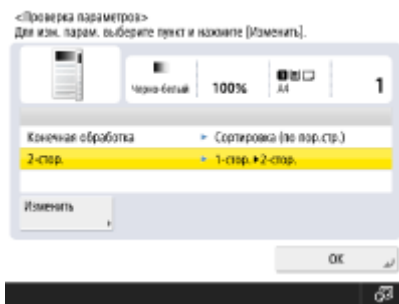 <Проверка параметров>
Для изм. парам. выберите пункт и нажмите [Изменить].
Черно-белый
100%
A4
1
Конечная обработка ► Сортировка (по пор.стр.)
2-стор. ► 1-стор.►2-стор.
Изменить
OK